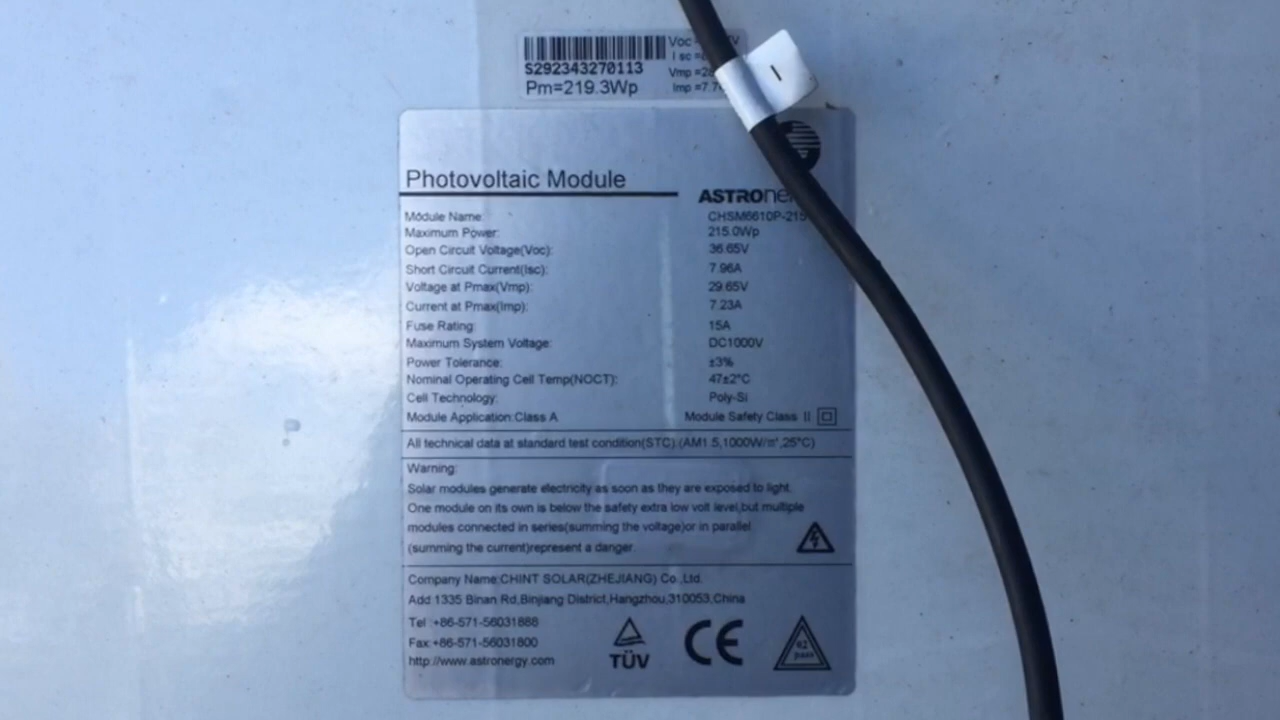 Voc
S292343270113
Isc
Pm=219.3Wp
Vmp
Imp
I
Photovoltaic Module
Module Name: CHSM6610P-215
Maximum Power: 215.0Wp
Open Circuit Voltage(Voc): 36.65V
Short Circuit Current(Isc): 7.96A
Voltage at Pmax(Vmp): 29.65V
Current at Pmax(Imp): 7.23A
Fuse Rating: 15A
Maximum System Voltage: DC1000V
Power Tolerance: ±3%
Nominal Operating Cell Temp(NOCT): 47±2°C
Cell Technology: Poly-Si
Module Application:Class A Module Safety Class II
All technical data at standard test condition(STC):(AM1.5,1000W/m²,25°C)
Warning:
Solar modules generate electricity as soon as they are exposed to light.
One module on its own is below the safety extra low volt level,but multiple
modules connected in series(summing the voltage)or in parallel
(summing the current)represent a danger.
Company Name:CHINT SOLAR(ZHEJIANG) Co.,Ltd.
Add:1335 Binan Rd,Binjiang District,Hangzhou,310053,China
Tel:+86-571-56031888
Fax:+86-571-56031800
http://www.astronergy.com
TÜV
CE